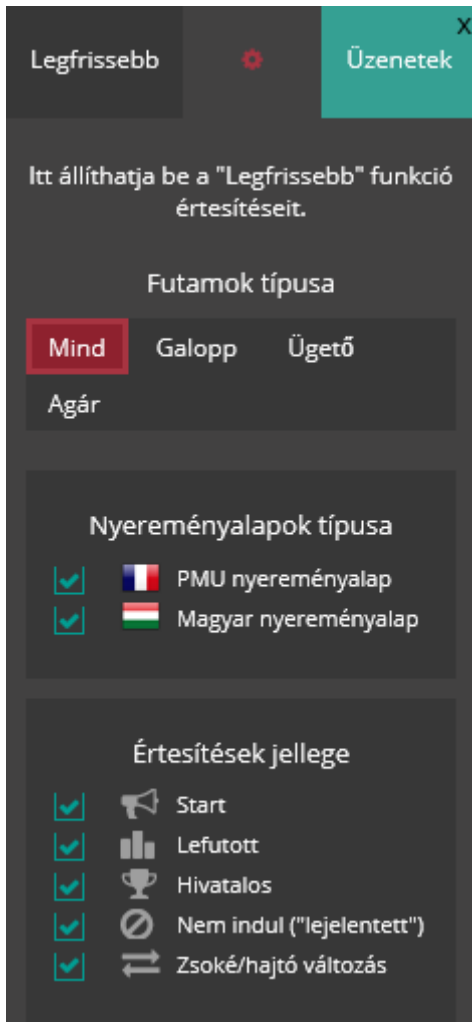 Legfrissebb Üzenetek x
Itt állíthatja be a "Legfrissebb" funkció
értesítéseit.
Futamok típusa
Mind Galopp Ügető
Agár
Nyereményalapok típusa
PMU nyereményalap
Magyar nyereményalap
Értesítések jellege
Start
Lefutott
Hivatalos
Nem indul ("lejelentett")
Zsoké/hajtó változás